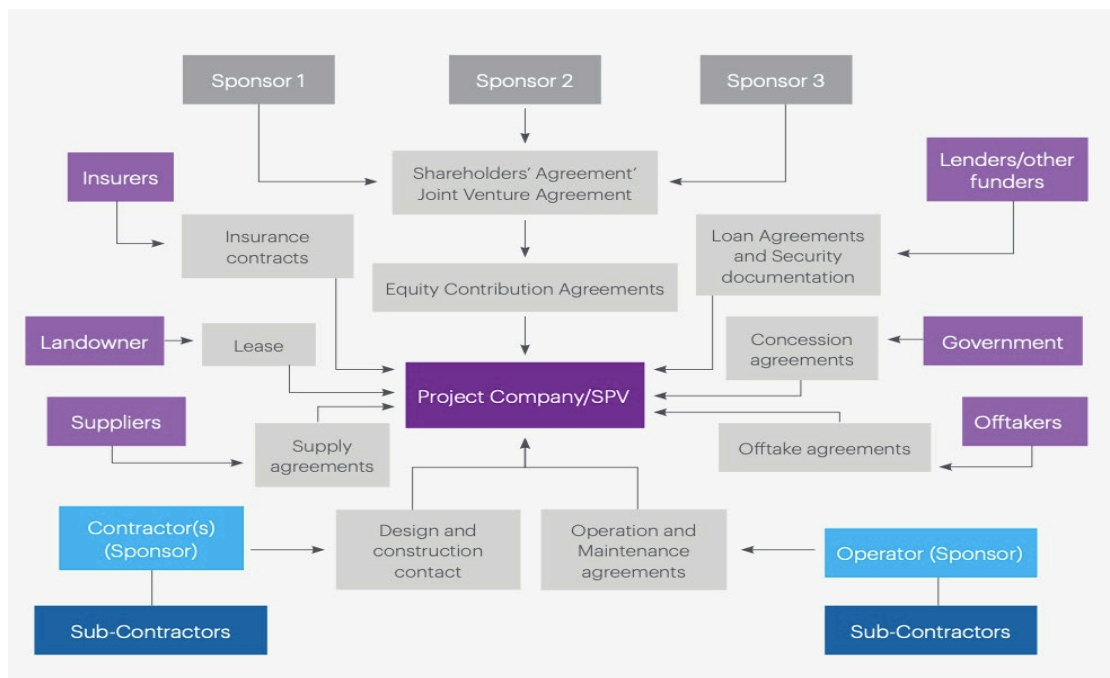 Sponsor 1
Sponsor 2
Sponsor 3
Insurers
Shareholders’ Agreement’
Joint Venture Agreement
Lenders/other
funders
Insurance
contracts
Loan Agreements
and Security
documentation
Equity Contribution Agreements
Landowner
Lease
Concession
agreements
Government
Project Company/SPV
Suppliers
Supply
agreements
Offtake agreements
Offtakers
Contractor(s)
(Sponsor)
Design and
construction
contact
Operation and
Maintenance
agreements
Operator (Sponsor)
Sub-Contractors
Sub-Contractors